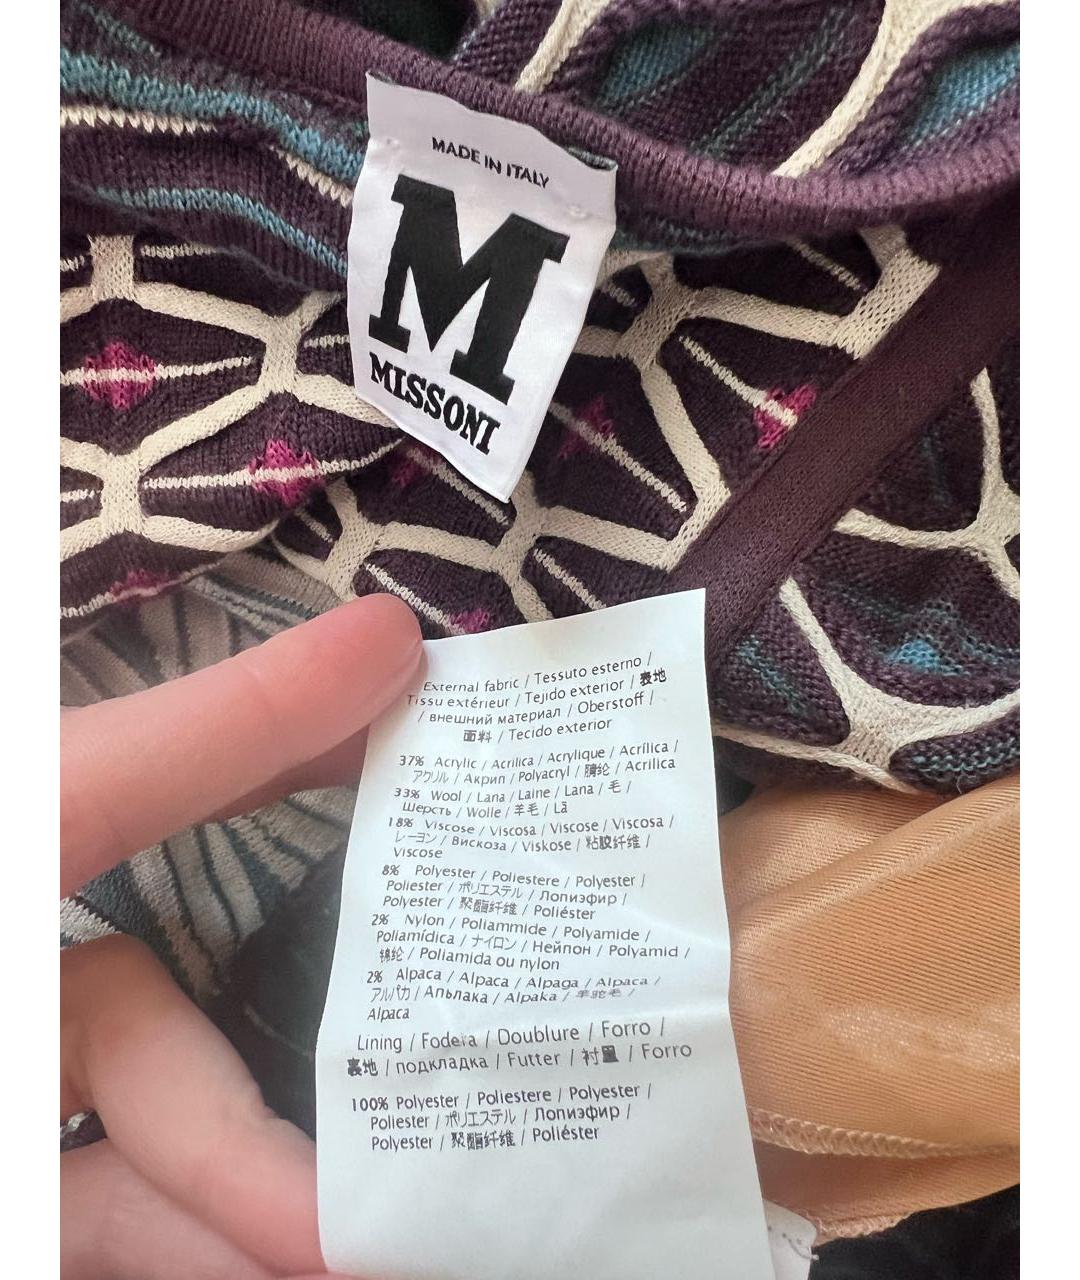 MADE IN ITALY
M
MISSONI
External fabric / Tessuto esterno /
Tissu extérieur / Tejido exterior / 表地
/ внешний материал / Oberstoff /
面料 / Tecido exterior
37% Acrylic / Acrilica / Acrylique / Acrílica /
アクリル / Акрил / Polyacryl / 腈纶 / Acrilica
33% Wool / Lana / Laine / Lana / 毛 /
Шерсть / Wolle / 羊毛 / Lã
18% Viscose / Viscosa / Viscose / Viscosa /
レーヨン / Вискоза / Viskose / 粘胶纤维 /
Viscose
8% Polyester / Poliestere / Polyester /
Poliester / ポリエステル / Лопиэфир /
Polyester / 聚酯纤维 / Poliéster
2% Nylon / Poliammide / Polyamide /
Poliamídica / ナイロン / Нейпон / Polyamid /
锦纶 / Poliamida ou nylon
2% Alpaca / Alpaca / Alpaga / Alpaca /
アルパカ / Апьпака / Alpaka / 羊驼毛 /
Alpaca
Lining / Fodera / Doublure / Forro /
裏地 / подкпадка / Futter / 衬里 / Forro
100% Polyester / Poliestere / Polyester /
Poliester / ポリエステル / Лопиэфир /
Polyester / 聚酯纤维 / Poliéster